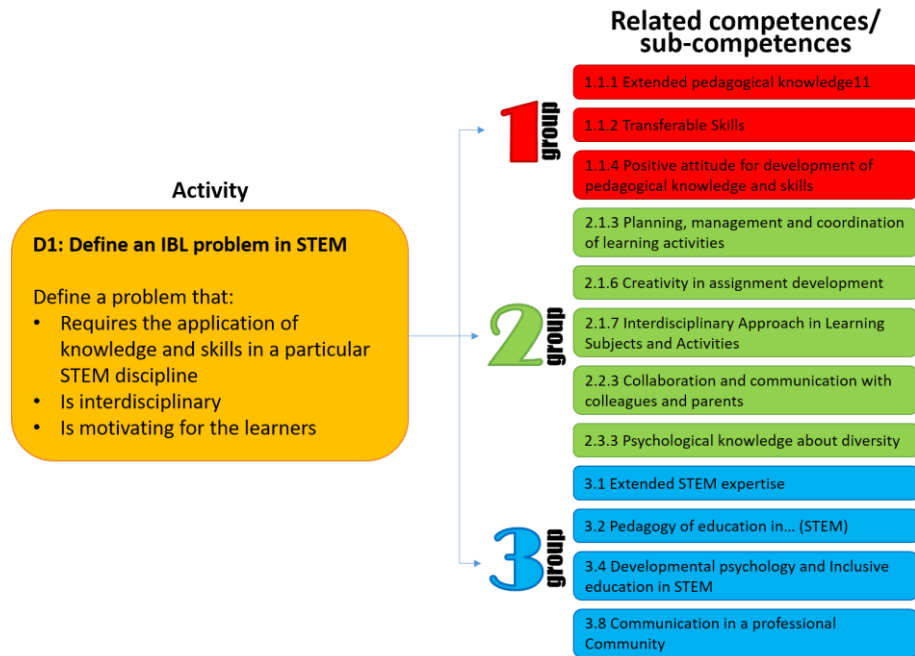 Related competences/
sub-competences
Activity
D1: Define an IBL problem in STEM
Define a problem that:
• Requires the application of
knowledge and skills in a particular
STEM discipline
• Is interdisciplinary
• Is motivating for the learners
1 group
1.1.1 Extended pedagogical knowledge11
1.1.2 Transferable Skills
1.1.4 Positive attitude for development of
pedagogical knowledge and skills
2 group
2.1.3 Planning, management and coordination
of learning activities
2.1.6 Creativity in assignment development
2.1.7 Interdisciplinary Approach in Learning
Subjects and Activities
2.2.3 Collaboration and communication with
colleagues and parents
2.3.3 Psychological knowledge about diversity
3 group
3.1 Extended STEM expertise
3.2 Pedagogy of education in... (STEM)
3.4 Developmental psychology and Inclusive
education in STEM
3.8 Communication in a professional
Community